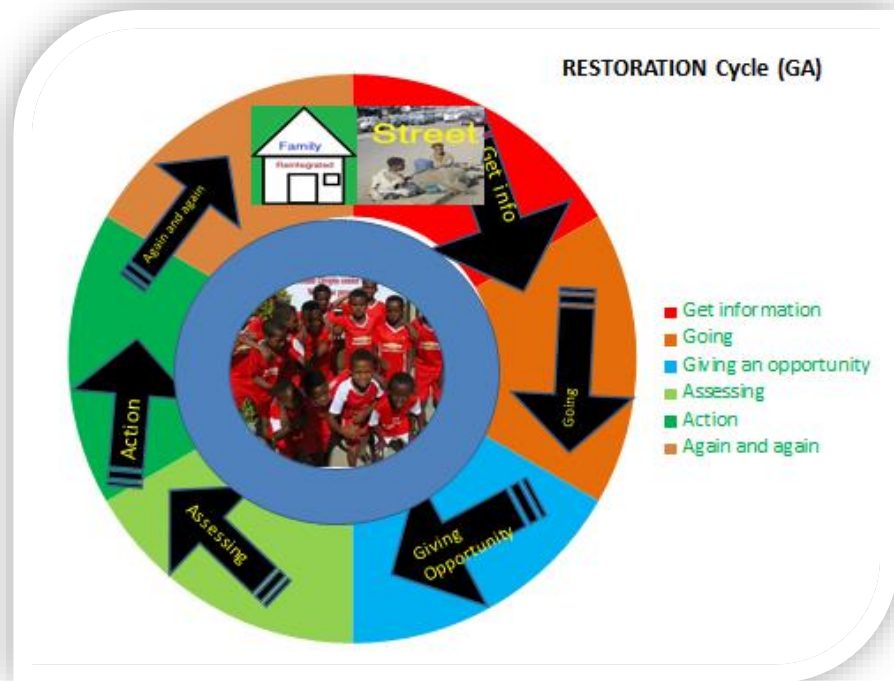 RESTORATION Cycle (GA)
Family
Reintegrated
Street
Get info
Going
Giving
Opportunity
Assessing
Action
Again and again
Get information
Going
Giving an opportunity
Assessing
Action
Again and again